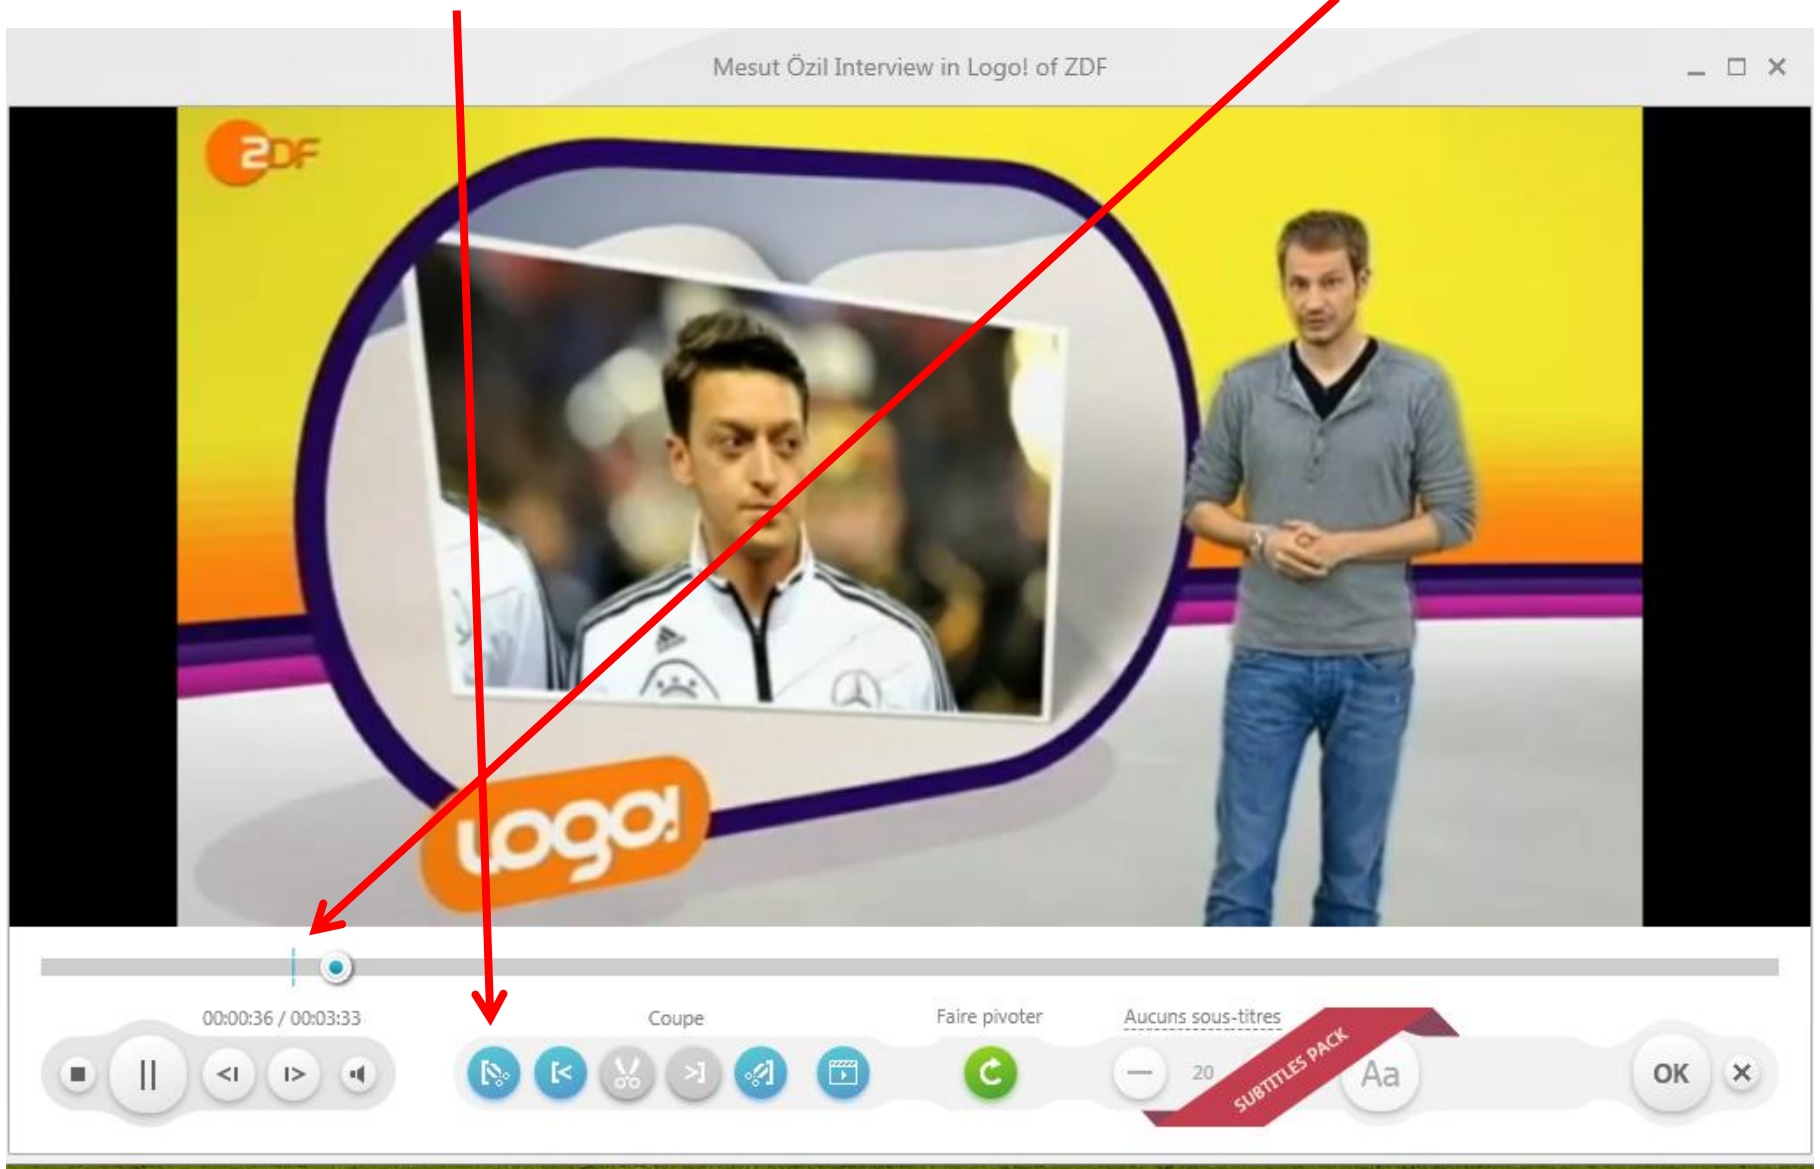 Mesut Özil Interview in Logo! of ZDF
2DF
Logo!
00:00:36 / 00:03:33
Coupe
Faire pivoter
Aucuns sous-titres
20
SUBTITLES PACK
Aa
OK